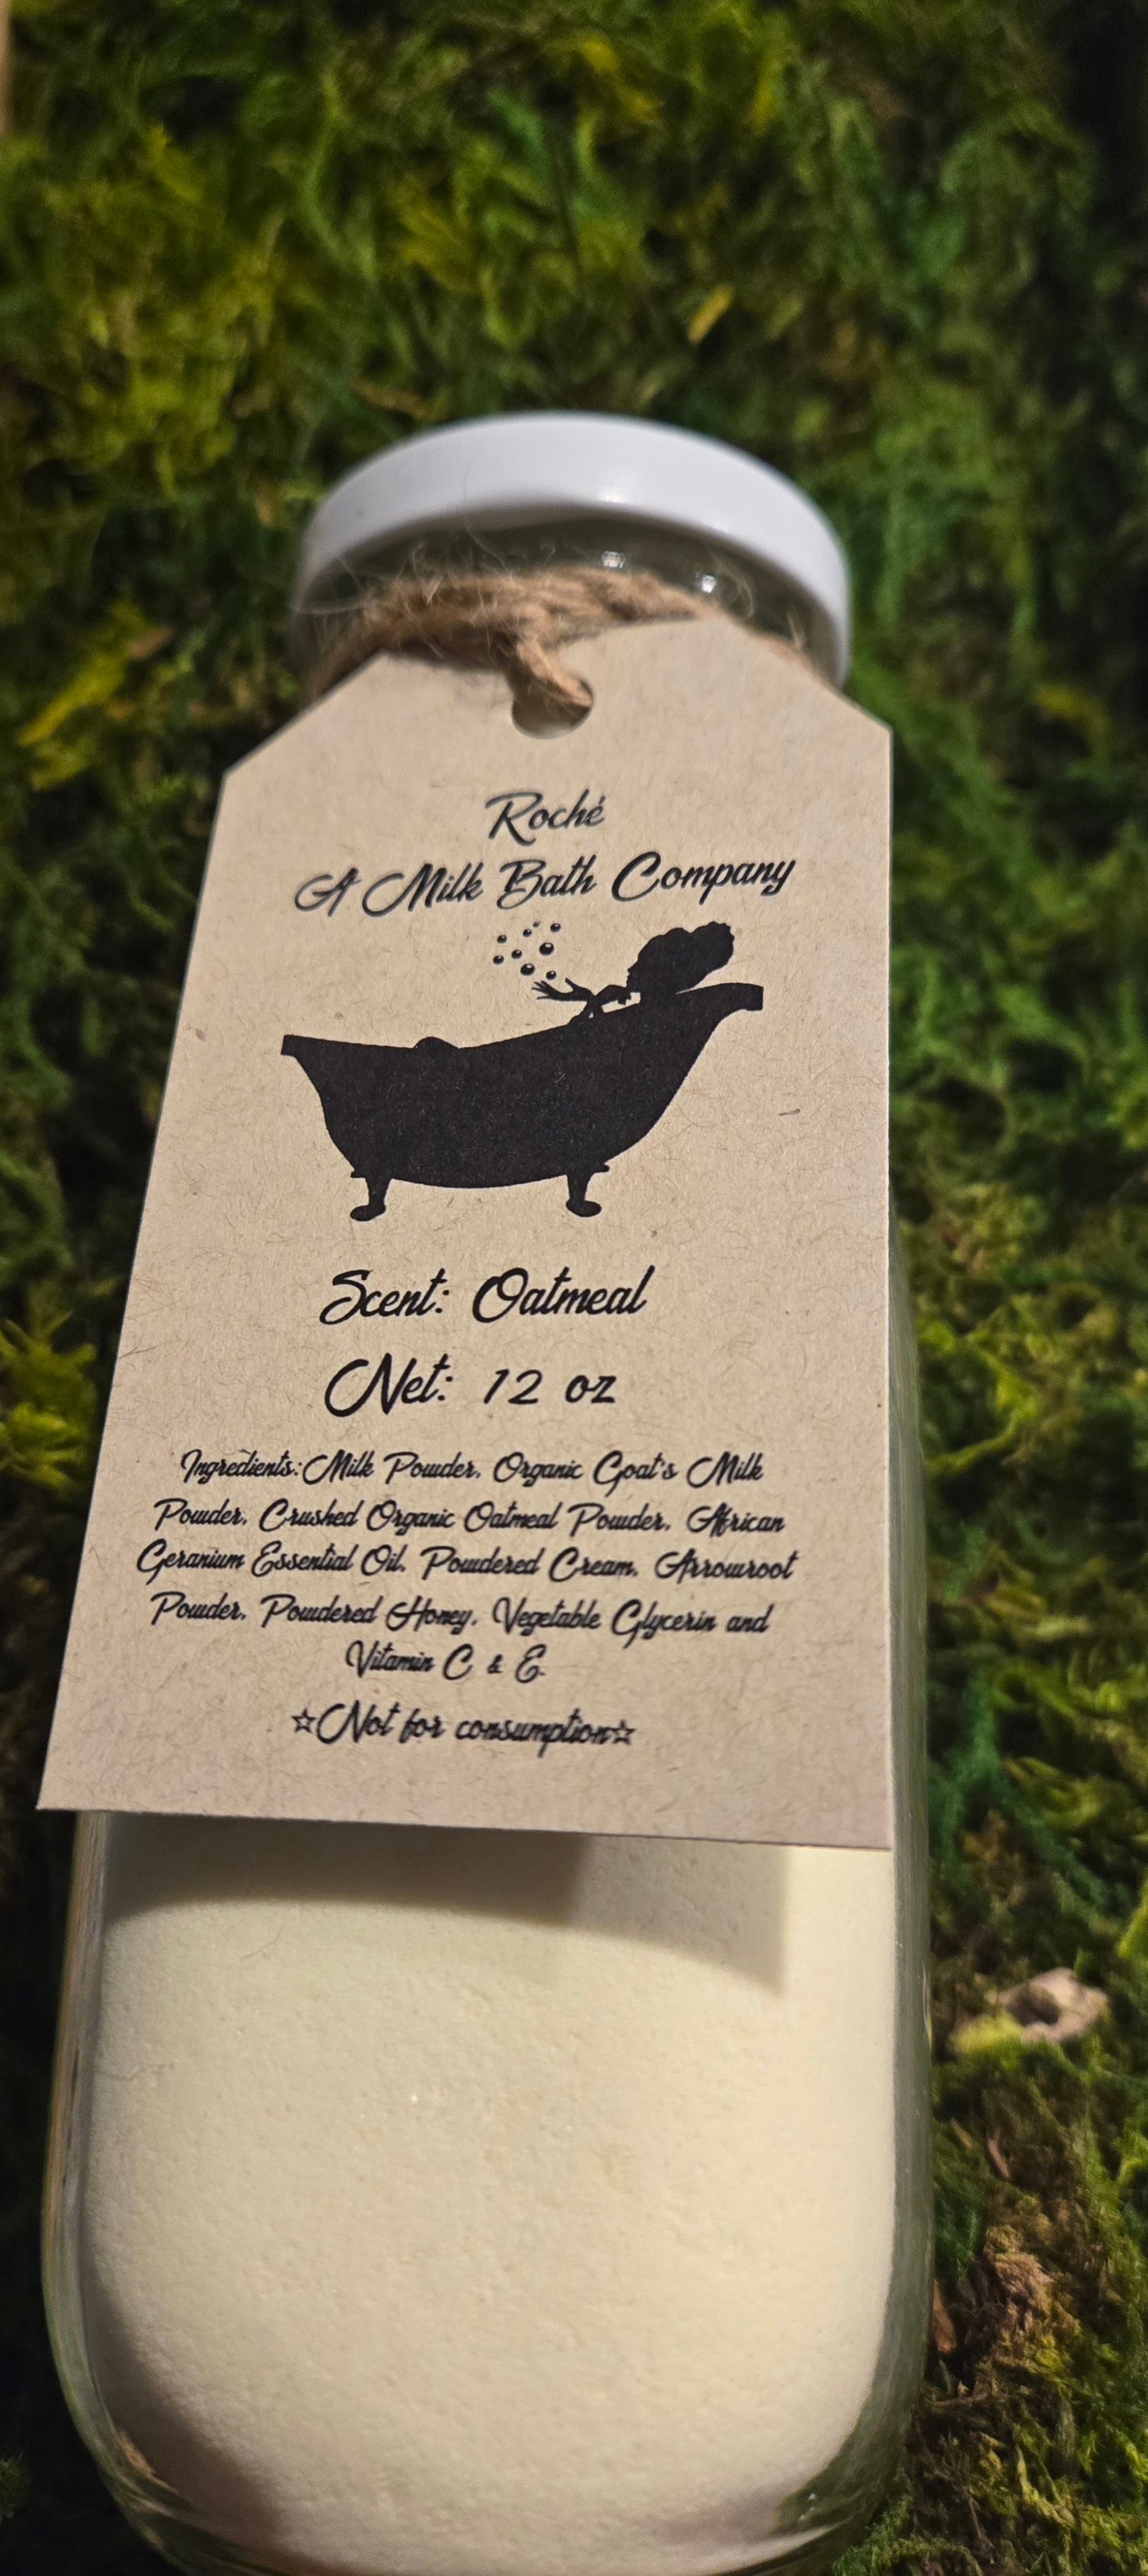 Roché
A Milk Bath Company
Scent: Oatmeal
Net: 12 oz
Ingredients: Milk Powder, Organic Goat's Milk
Powder, Crushed Organic Oatmeal Powder, African
Geranium Essential Oil, Powdered Cream, Arrowroot
Powder, Powdered Honey, Vegetable Glycerin and
Vitamin C & E.
☆Not for consumption☆